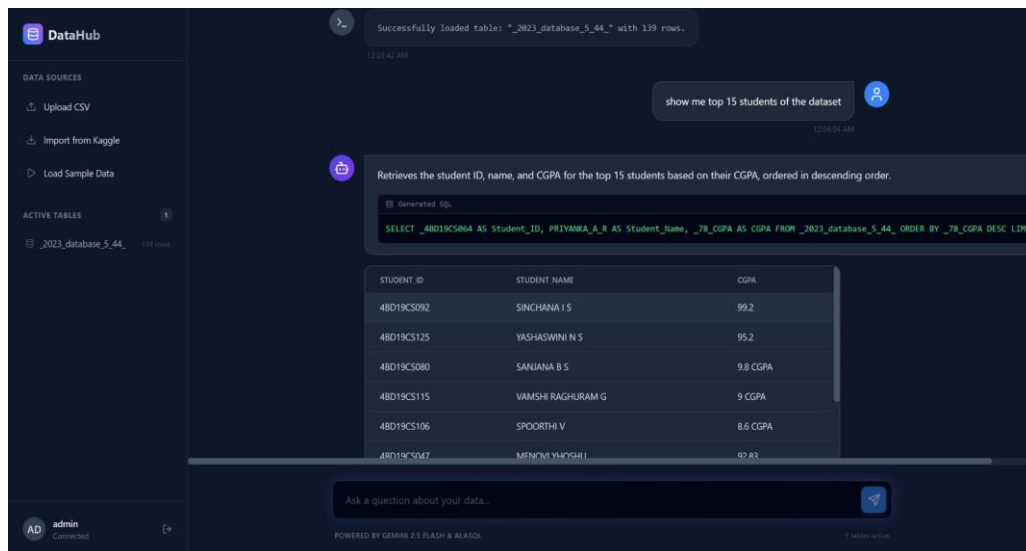 DataHub
DATA SOURCES
Upload CSV
Import from Kaggle
Load Sample Data
ACTIVE TABLES 1
_2023_database_5_44_ 139 rows
AD admin
Connected
>_ Successfully loaded table: "_2023_database_5_44_" with 139 rows.
12:03:42 AM
show me top 15 students of the dataset
12:04:04 AM
Retrieves the student ID, name, and CGPA for the top 15 students based on their CGPA, ordered in descending order.
Generated SQL
SELECT _4BD19CS064 AS Student_ID, PRIYANKA_A_R AS Student_Name, _78_CGPA AS CGPA FROM _2023_database_5_44_ ORDER BY _78_CGPA DESC LIM
STUDENT_ID STUDENT_NAME CGPA
4BD19CS092 SINCHANA I S 99.2
4BD19CS125 YASHASWINI N S 95.2
4BD19CS080 SANJANA B S 9.8 CGPA
4BD19CS115 VAMSHI RAGHURAM G 9 CGPA
4BD19CS106 SPOORTHI V 8.6 CGPA
4BD19CS047 MENOVI YHOSHU 92.83
Ask a question about your data...
POWERED BY GEMINI 2.5 FLASH & ALASQL 1 tables active